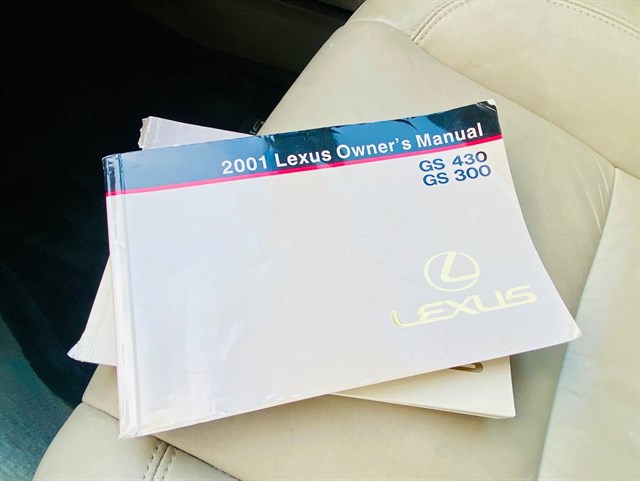 2001 Lexus Owner's Manual
GS 430
GS 300
LEXUS